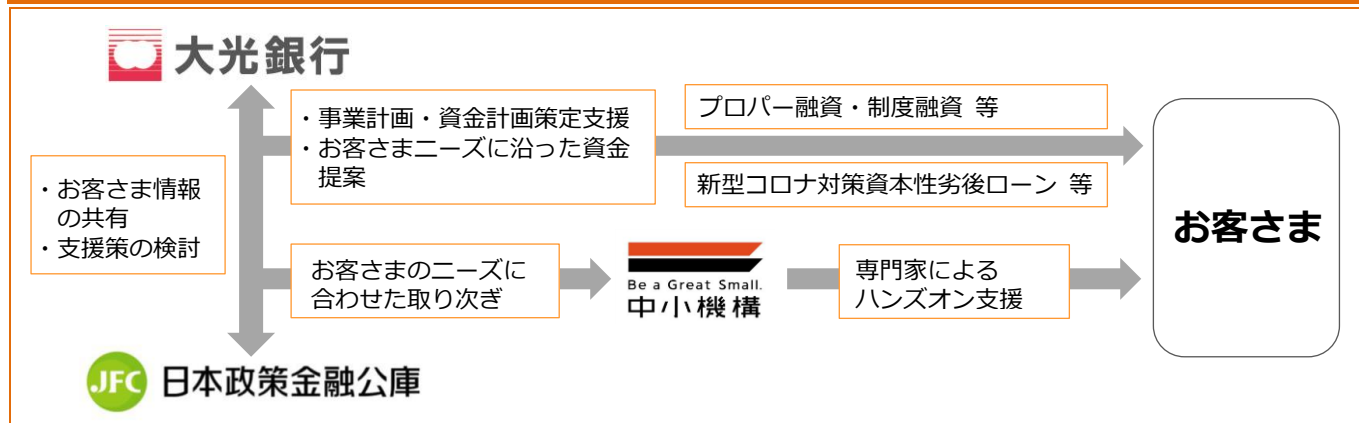 大光銀行
・お客さま情報
の共有
・支援策の検討
・事業計画・資金計画策定支援
・お客さまニーズに沿った資金
提案
プロパー融資・制度融資 等
新型コロナ対策資本性劣後ローン 等
お客さまのニーズに
合わせた取り次ぎ
Be a Great Small.
中小機構
専門家による
ハンズオン支援
お客さま
JFC 日本政策金融公庫